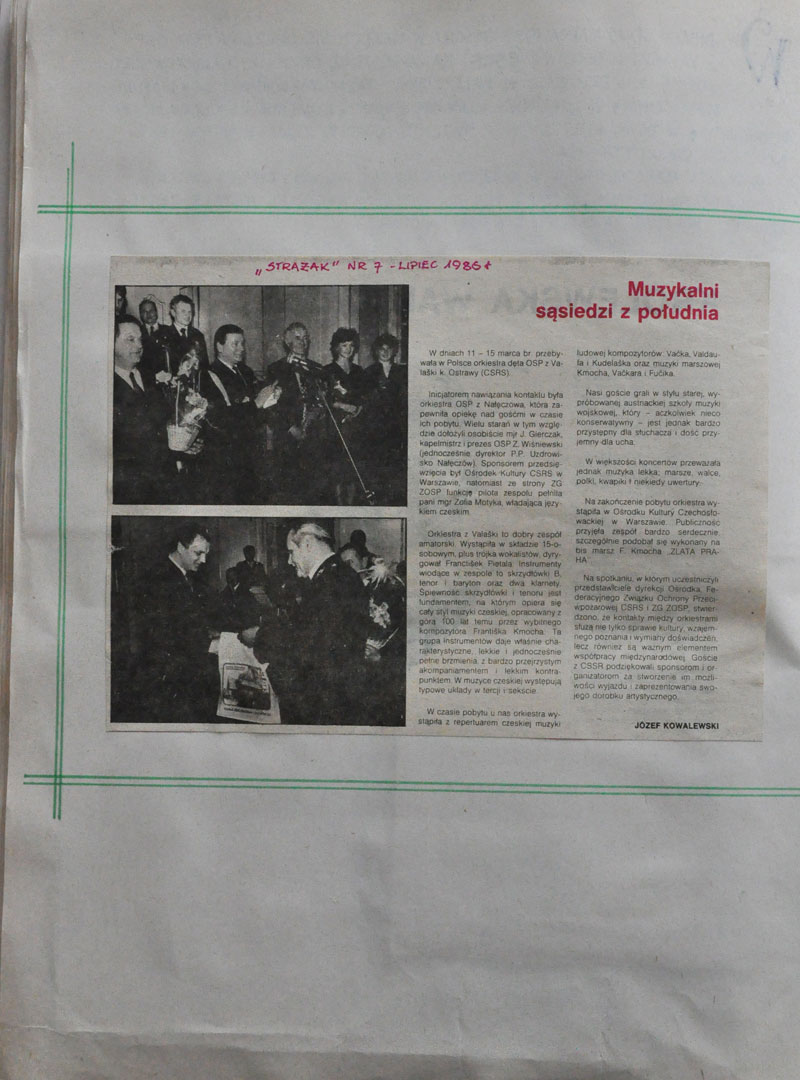 „STRAŻAK" NR 7 - LIPIEC 1986 r
Muzykalni
sąsiedzi z południa
W dniach 11 – 15 marca br. przeby-
wała w Polsce orkiestra dęta OSP z Va-
laški k. Ostrawy (CSRS).
Inicjatorem nawiązania kontaktu była
orkiestra OSP z Nałęczowa, która za-
pewniła opiekę nad gośćmi w czasie
ich pobytu. Wielu starań w tym wzglę-
dzie dołożyli osobiście mjr J. Gierczak,
kapelmistrz i prezes OSP Z. Wiśniewski
(jednocześnie dyrektor P.P. Uzdrowi-
sko Nałęczów). Sponsorem przedsię-
wzięcia był Ośrodek Kultury CSRS w
Warszawie, natomiast ze strony ZG
ZOSP funkcję pilota zespołu pełniła
pani mgr Zofia Motyka, władająca języ-
kiem czeskim.
Orkiestra z Valaški to dobry zespół
amatorski. Wystąpiła w składzie 15-o-
sobowym, plus trójka wokalistów, dyry-
gował Franciśek Pietala. Instrumenty
wiodące w zespole to skrzydłówki B,
tenor i baryton oraz dwa klarnety.
Śpiewność skrzydłówki i tenoru jest
fundamentem, na którym opiera się
cały styl muzyki czeskiej, opracowany z
górą 100 lat temu przez wybitnego
kompozytora Františka Kmocha. Ta
grupa instrumentów daje właśnie cha-
rakterystyczne, lekkie i jednocześnie
pełne brzmienia, z bardzo przejrzystym
akompaniamentem i lekkim kontra-
punksem. W muzyce czeskiej występują
typowe układy w tercji i sekście.
W czasie pobytu u nas orkiestra wy-
stąpiła z repertuarem czeskiej muzyki
ludowej kompozytorów: Vačka, Valdau-
fa i Kudelaška oraz muzyki marszowej
Kmocha, Vačkara i Fučika.
Nasi goście grali w stylu starej, wy-
próbowanej austriackiej szkoły muzyki
wojskowej, który – aczkolwiek nieco
konserwatywny – jest jednak bardzo
przystępny dla słuchacza i dość przy-
jemny dla ucha.
W większości koncertów przeważała
jednak muzyka lekka: marsze, walce,
polki, kwapiki i niekiedy uwertury.
Na zakończenie pobytu orkiestra wy-
stąpiła w Ośrodku Kultury Czechosło-
wackiej w Warszawie. Publiczność
przyjęła zespół bardzo serdecznie,
szczególnie podobał się wykonany na
bis marsz F. Kmocha „ZLATA PRA-
HA”.
Na spotkaniu, w którym uczestniczyli
przedstawiciele dyrekcji Ośrodka, Fe-
deracyjnego Związku Ochrony Przeci-
wpożarowej CSRS i ZG ZOSP, stwier-
dzono, że kontakty między orkiestrami
służą nie tylko sprawie kultury, wzajem-
nego poznania i wymiany doświadczeń,
lecz również są ważnym elementem
współpracy międzynarodowej. Goście
z CSSR podziękowali sponsorom i or-
ganizatorom za stworzenie im możli-
wości wyjazdu i zaprezentowania swo-
jego dorobku artystycznego.
JÓZEF KOWALEWSKI